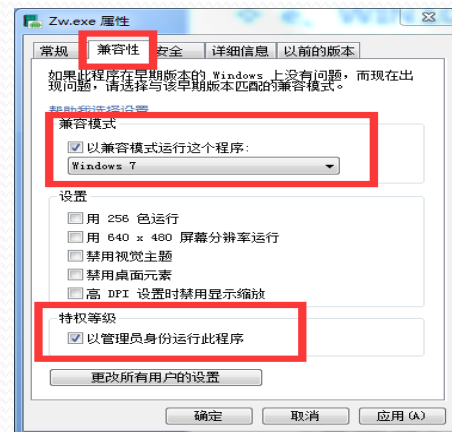 Zw.exe 属性
常规 兼容性 安全 详细信息 以前的版本
如果此程序在早期版本的 Windows 上没有问题，而现在出
现问题，请选择与该早期版本匹配的兼容模式。
帮助我选择设置
兼容模式
以兼容模式运行这个程序:
Windows 7
设置
用 256 色运行
用 640 x 480 屏幕分辨率运行
禁用视觉主题
禁用桌面元素
高 DPI 设置时禁用显示缩放
特权等级
以管理员身份运行此程序
更改所有用户的设置
确定 取消 应用(A)